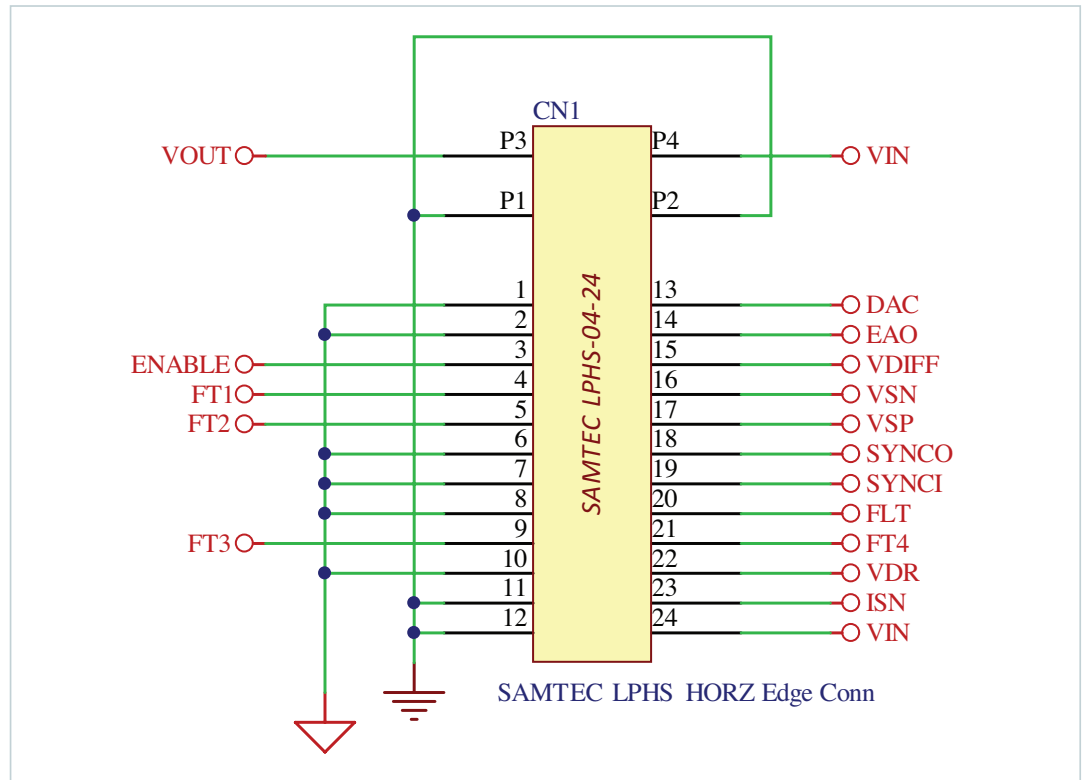 CN1
VOUT P3 P4 VIN
P1 P2
1 13 DAC
2 14 EAO
ENABLE 3 15 VDIFF
FT1 4 16 VSN
FT2 5 17 VSP
6 18 SYNCO
7 19 SYNCI
8 20 FLT
FT3 9 21 FT4
10 22 VDR
11 23 ISN
12 24 VIN
SAMTEC LPHS-04-24
SAMTEC LPHS HORZ Edge Conn